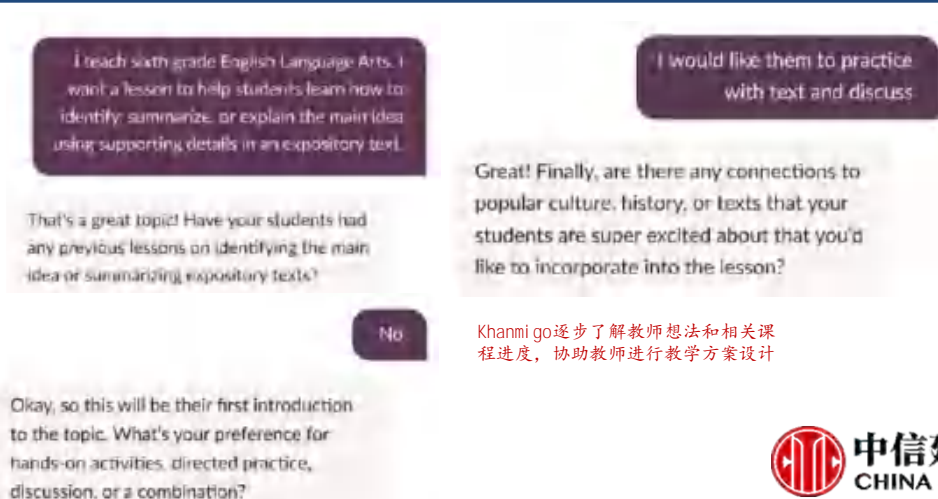 I teach sixth grade English Language Arts. I
want a lesson to help students learn how to
identify, summarize, or explain the main idea
using supporting details in an expository text.
That's a great topic! Have your students had
any previous lessons on identifying the main
idea or summarizing expository texts?
No
Okay, so this will be their first introduction
to the topic. What's your preference for
hands-on activities, directed practice,
discussion, or a combination?
I would like them to practice
with text and discuss
Great! Finally, are there any connections to
popular culture, history, or texts that your
students are super excited about that you'd
like to incorporate into the lesson?
Khanmigo逐步了解教师想法和相关课
程进度，协助教师进行教学方案设计
中信
CHINA